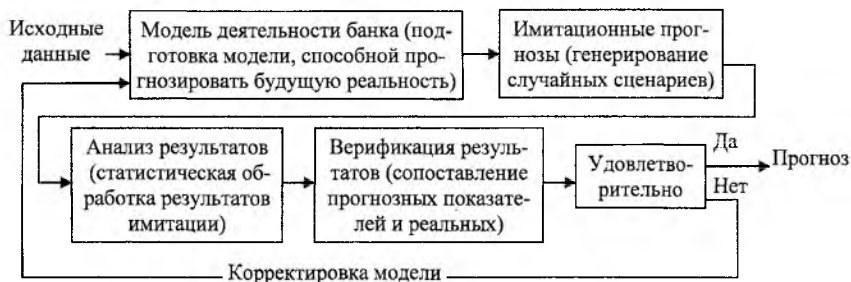 Исходные
данные
Модель деятельности банка (под-
готовка модели, способной про-
гнозировать будущую реальность)
Имитационные прог-
нозы (генерирование
случайных сценариев)
Анализ результатов
(статистическая об-
работка результатов
имитации)
Верификация резуль-
татов (сопоставление
прогнозных показате-
лей и реальных)
Удовлетво-
рительно
Да
Нет
Прогноз
Корректировка модели